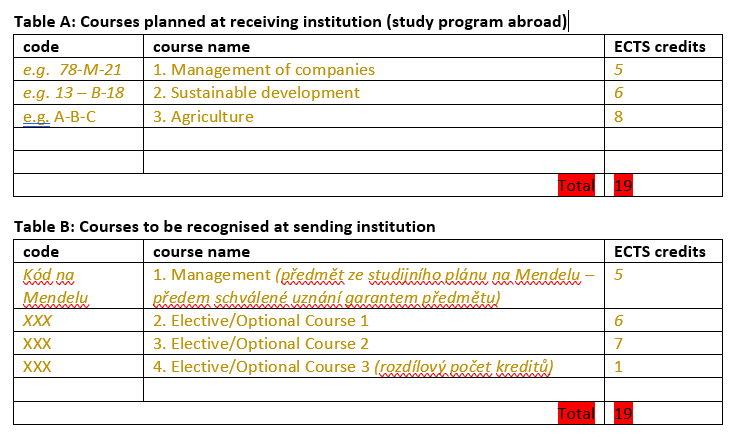 Table A: Courses planned at receiving institution (study program abroad)
code course name ECTS credits
e.g. 78-M-21 1. Management of companies 5
e.g. 13 – B-18 2. Sustainable development 6
e.g. A-B-C 3. Agriculture 8
Total 19
Table B: Courses to be recognised at sending institution
code course name ECTS credits
Kód na 1. Management (předmět ze studijního plánu na Mendelu – 5
Mendelu předem schválené uznání garantem předmětu)
XXX 2. Elective/Optional Course 1 6
XXX 3. Elective/Optional Course 2 7
XXX 4. Elective/Optional Course 3 (rozdílový počet kreditů) 1
Total 19